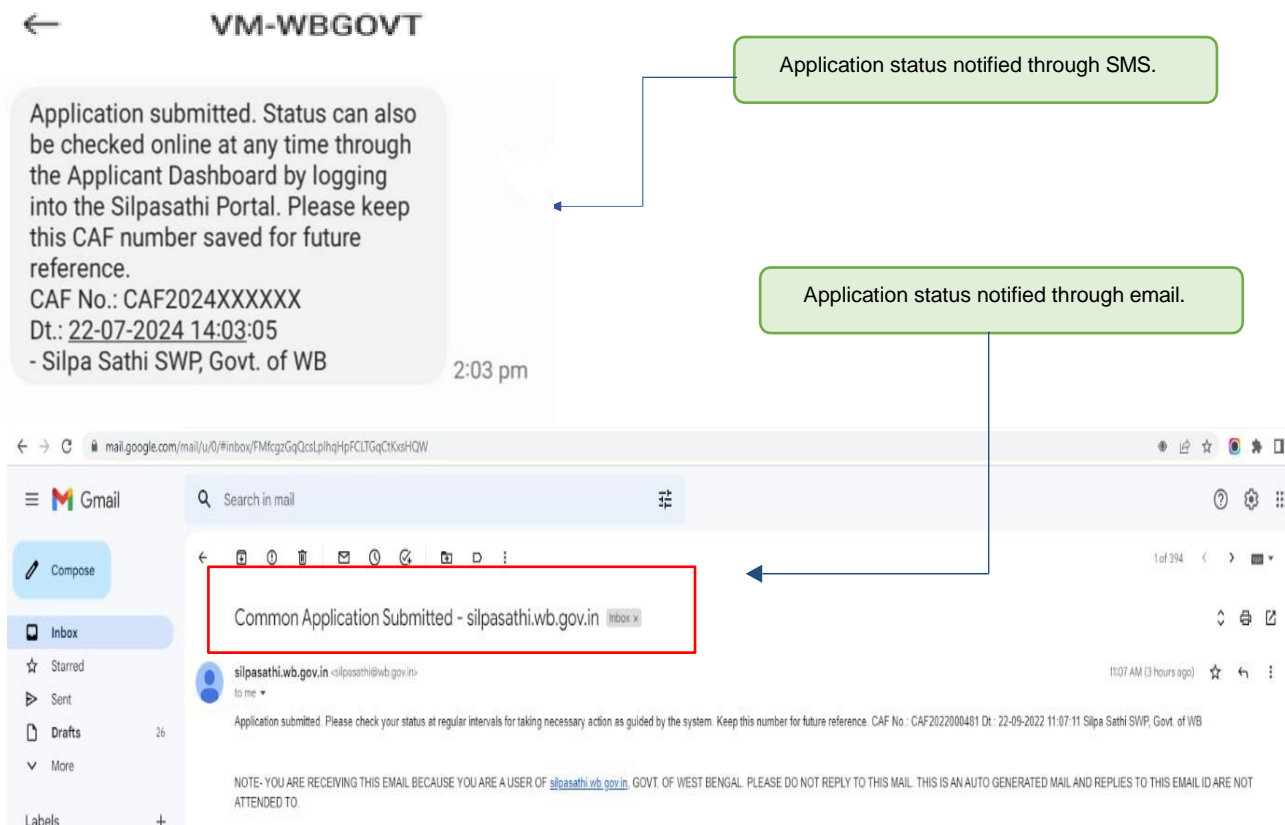 VM-WBGOVT
Application status notified through SMS.
Application submitted. Status can also
be checked online at any time through
the Applicant Dashboard by logging
into the Silpasathi Portal. Please keep
this CAF number saved for future
reference.
CAF No.: CAF2024XXXXXX
Dt.: 22-07-2024 14:03:05
- Silpa Sathi SWP, Govt. of WB
2:03 pm
Application status notified through email.
Gmail
Search in mail
Compose
1 of 394
Common Application Submitted - silpasathi.wb.gov.in Inbox x
Inbox
Starred
silpasathi.wb.gov.in <silpasathi@wb.gov.in>
11:07 AM (3 hours ago)
to me
Sent
Application submitted. Please check your status at regular intervals for taking necessary action as guided by the system. Keep this number for future reference. CAF No.: CAF2022000481 Dt.: 22-09-2022 11:07:11 Silpa Sathi SWP, Govt. of WB
Drafts 26
More
NOTE- YOU ARE RECEIVING THIS EMAIL BECAUSE YOU ARE A USER OF silpasathi.wb.gov.in, GOVT. OF WEST BENGAL. PLEASE DO NOT REPLY TO THIS MAIL. THIS IS AN AUTO GENERATED MAIL AND REPLIES TO THIS EMAIL ID ARE NOT
ATTENDED TO.
Labels +